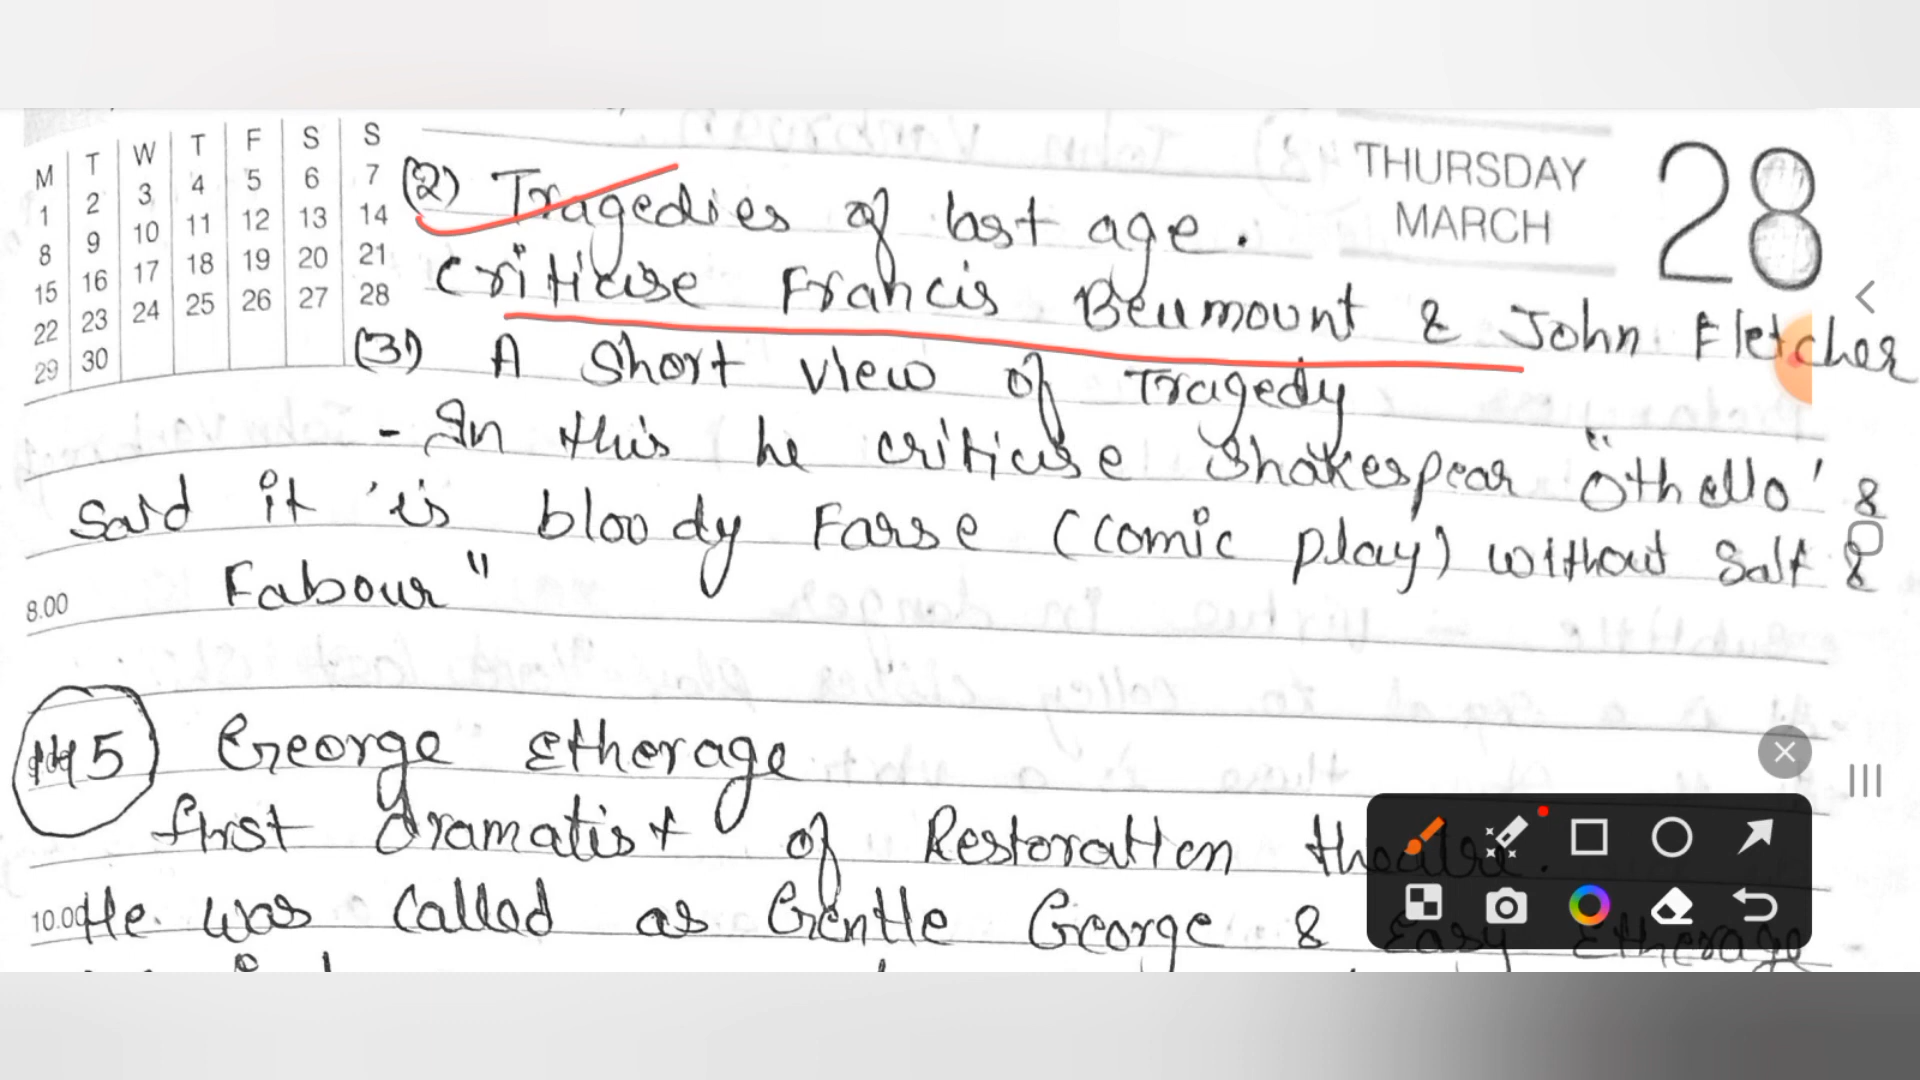 M T W T F S S
1 2 3 4 5 6 7
8 9 10 11 12 13 14
15 16 17 18 19 20 21
22 23 24 25 26 27 28
29 30
THURSDAY
MARCH
28
(2) Tragedies of last age.
Criticise Francis Beumount & John Fletcher
(3) A Short view of Tragedy
- In this he criticise Shakespear "Othello' &
Said it 'is bloody Farse (comic play) without Salt &
8.00 Fabour"
145 George Etherage
first dramatist of Restoration theatre.
10.00 He was called as Gentle George & Easy Etherage